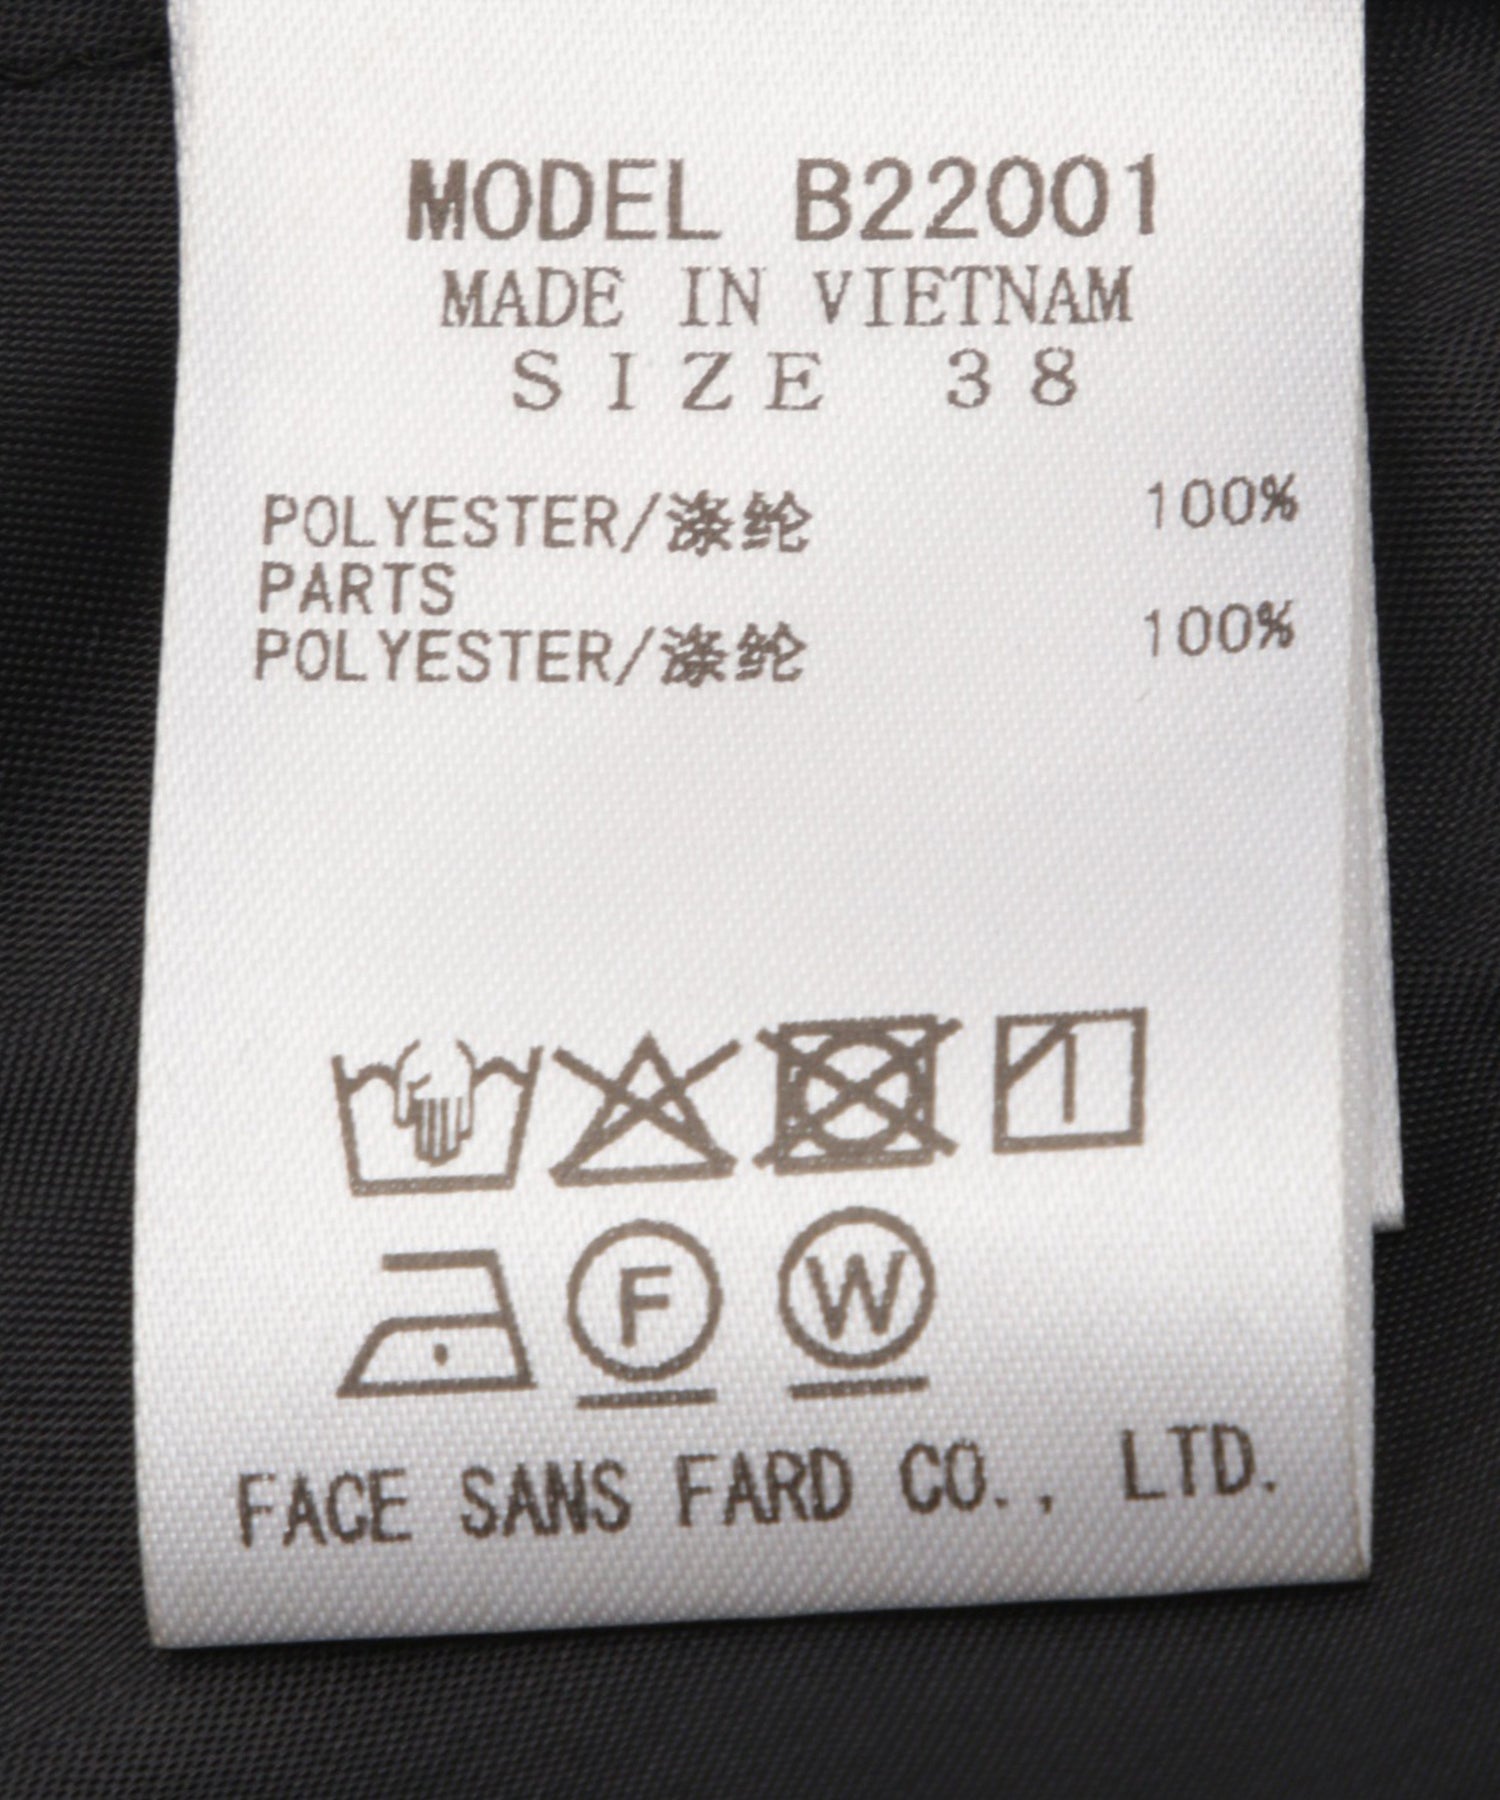 MODEL B22001
MADE IN VIETNAM
SIZE 38
POLYESTER/涤纶 100%
PARTS
POLYESTER/涤纶 100%
F W
FACE SANS FARD CO., LTD.